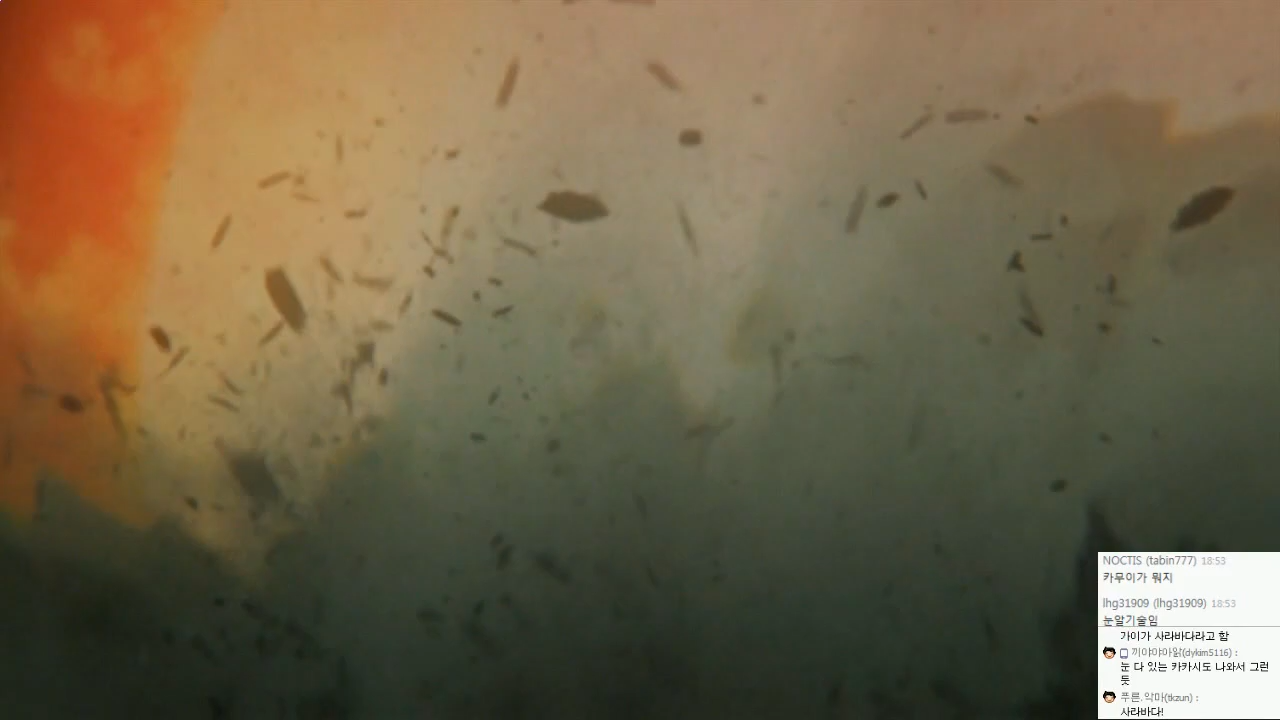 NOCTIS (tabin777) 18:53
카무이가 뭐지
lhg31909 (lhg31909) 18:53
눈알기술임
가이가 사라바다라고 함
끼야야아앍(dykim5116) :
눈 다 있는 카카시도 나와서 그런
듯
푸른.악마(tkzun) :
사라바다!